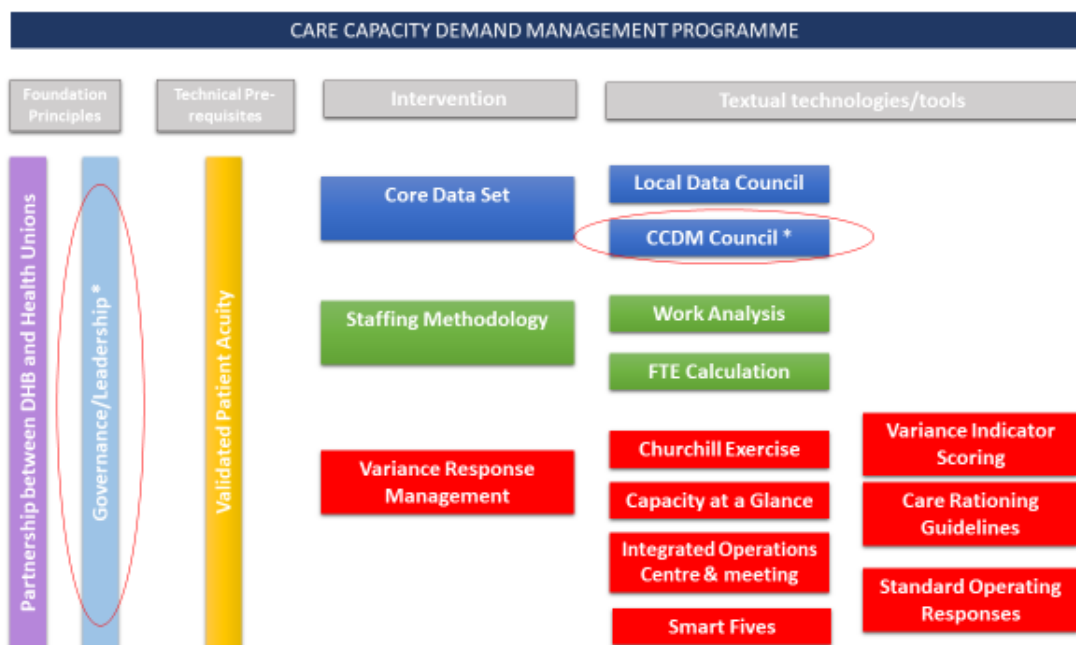 CARE CAPACITY DEMAND MANAGEMENT PROGRAMME
Foundation
Principles
Technical Pre-
requisites
Intervention
Textual technologies/tools
Partnership between DHB and Health Unions
Governance/Leadership *
Validated Patient Acuity
Core Data Set
Local Data Council
CCDM Council *
Staffing Methodology
Work Analysis
FTE Calculation
Variance Response
Management
Churchill Exercise
Capacity at a Glance
Integrated Operations
Centre & meeting
Smart Fives
Variance Indicator
Scoring
Care Rationing
Guidelines
Standard Operating
Responses